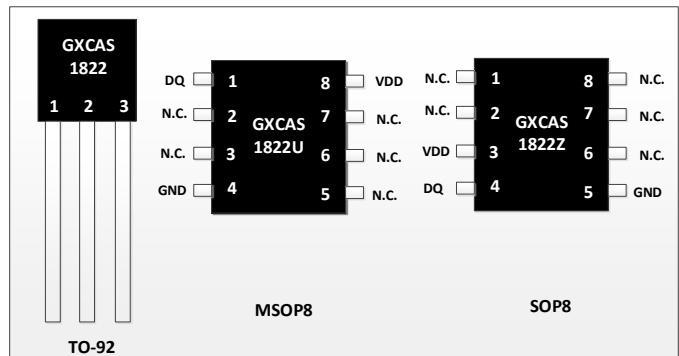 GXCAS
1822
1 2 3
TO-92
DQ 1 8 VDD
N.C. 2 7 N.C.
GXCAS
1822U
N.C. 3 6 N.C.
GND 4 5 N.C.
MSOP8
N.C. 1 8 N.C.
N.C. 2 7 N.C.
GXCAS
1822Z
VDD 3 6 N.C.
DQ 4 5 GND
SOP8